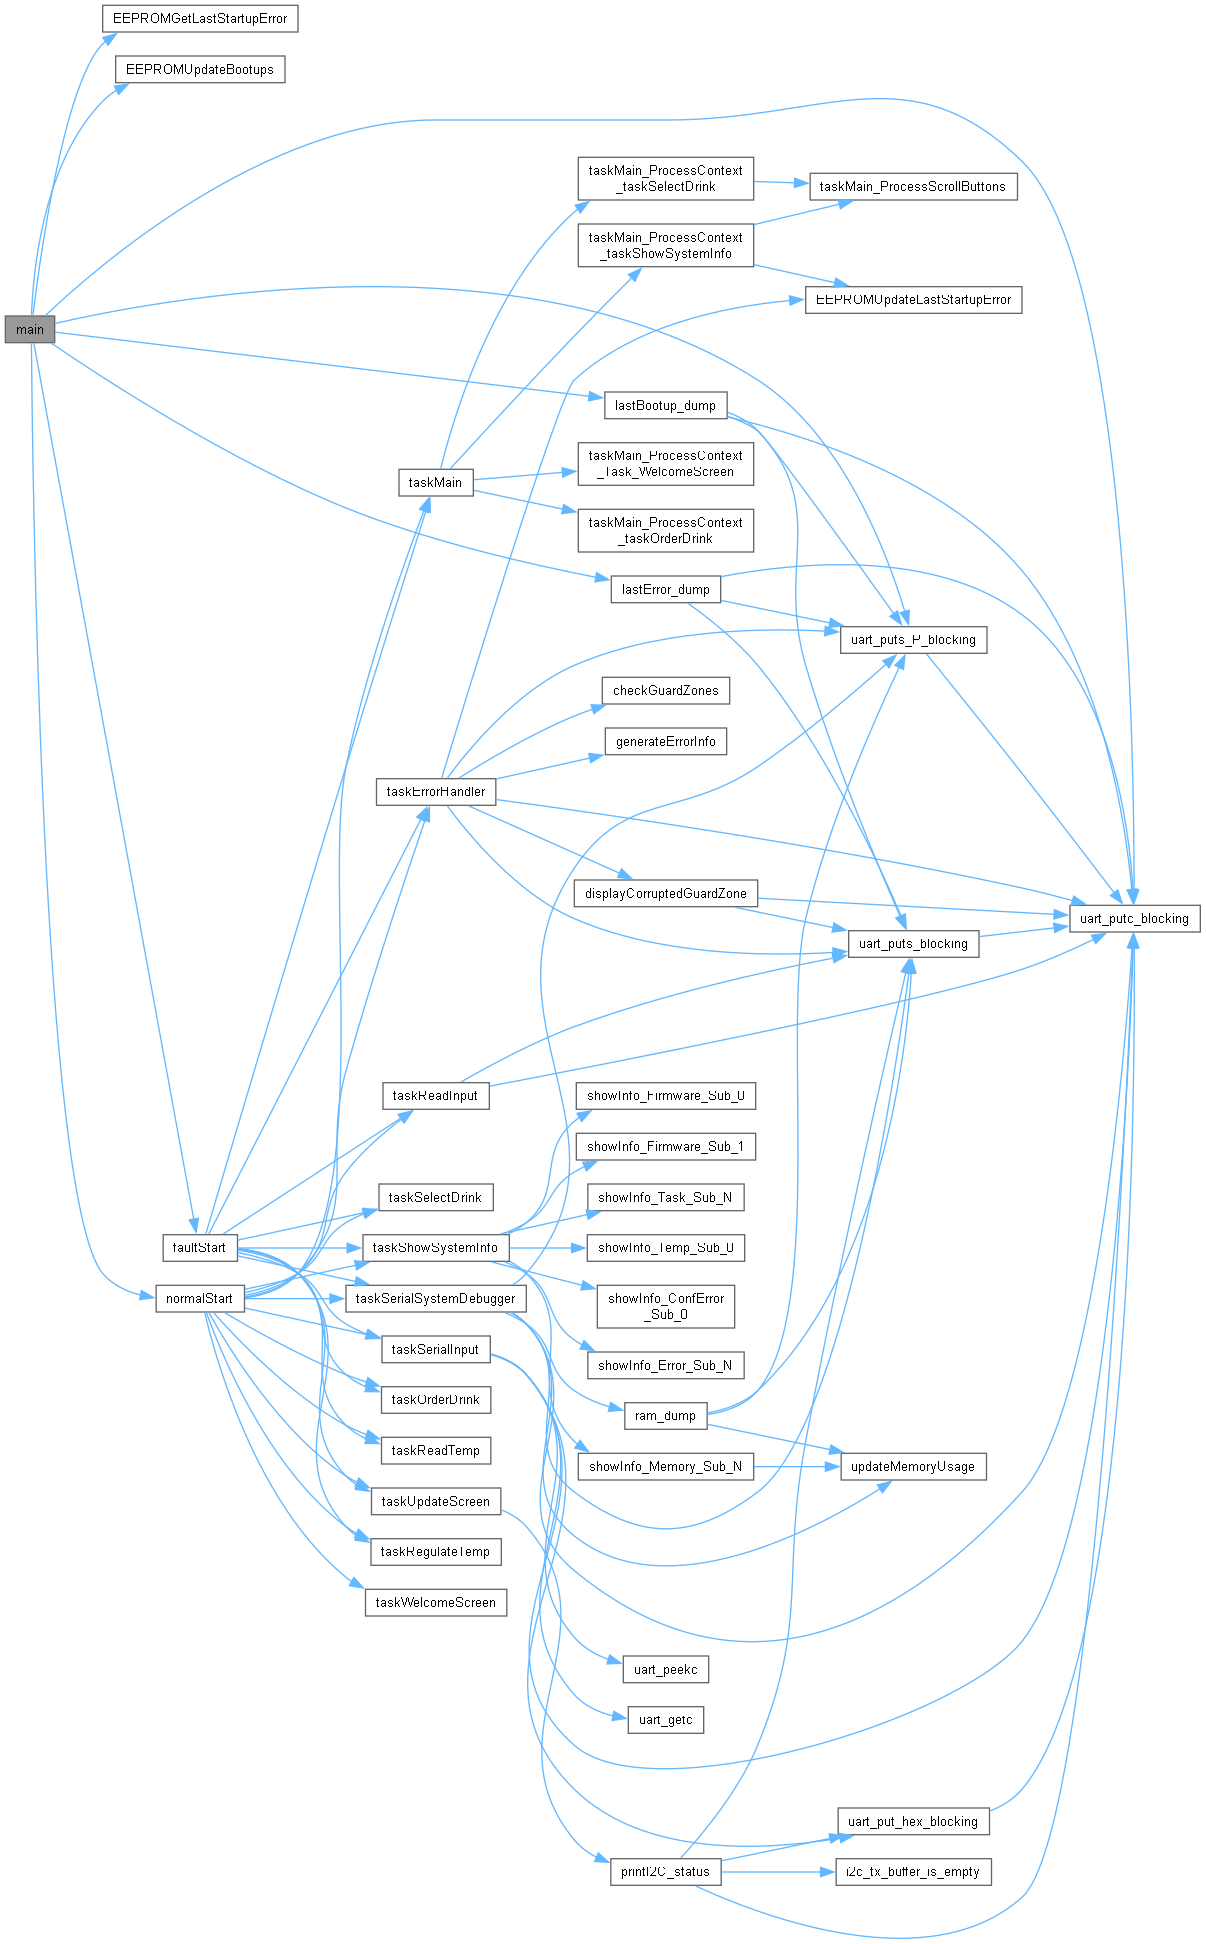 EEPROMGetLastStartupError
EEPROMUpdateBootups
taskMain_ProcessContext
_taskSelectDrink
taskMain_ProcessScrollButtons
taskMain_ProcessContext
_taskShowSystemInfo
EEPROMUpdateLastStartupError
main
lastBootup_dump
taskMain_ProcessContext
_Task_WelcomeScreen
taskMain
taskMain_ProcessContext
_taskOrderDrink
lastError_dump
uart_puts_P_blocking
checkGuardZones
generateErrorInfo
taskErrorHandler
displayCorruptedGuardZone
uart_putc_blocking
uart_puts_blocking
taskReadInput
showInfo_Firmware_Sub_0
showInfo_Firmware_Sub_1
taskSelectDrink
showInfo_Task_Sub_N
faultStart
taskShowSystemInfo
showInfo_Temp_Sub_0
normalStart
taskSerialSystemDebugger
showInfo_ConfError
_Sub_0
taskSerialInput
showInfo_Error_Sub_N
taskOrderDrink
ram_dump
taskReadTemp
showInfo_Memory_Sub_N
updateMemoryUsage
taskUpdateScreen
taskRegulateTemp
taskWelcomeScreen
uart_peekc
uart_getc
uart_put_hex_blocking
printI2C_status
i2c_tx_buffer_is_empty